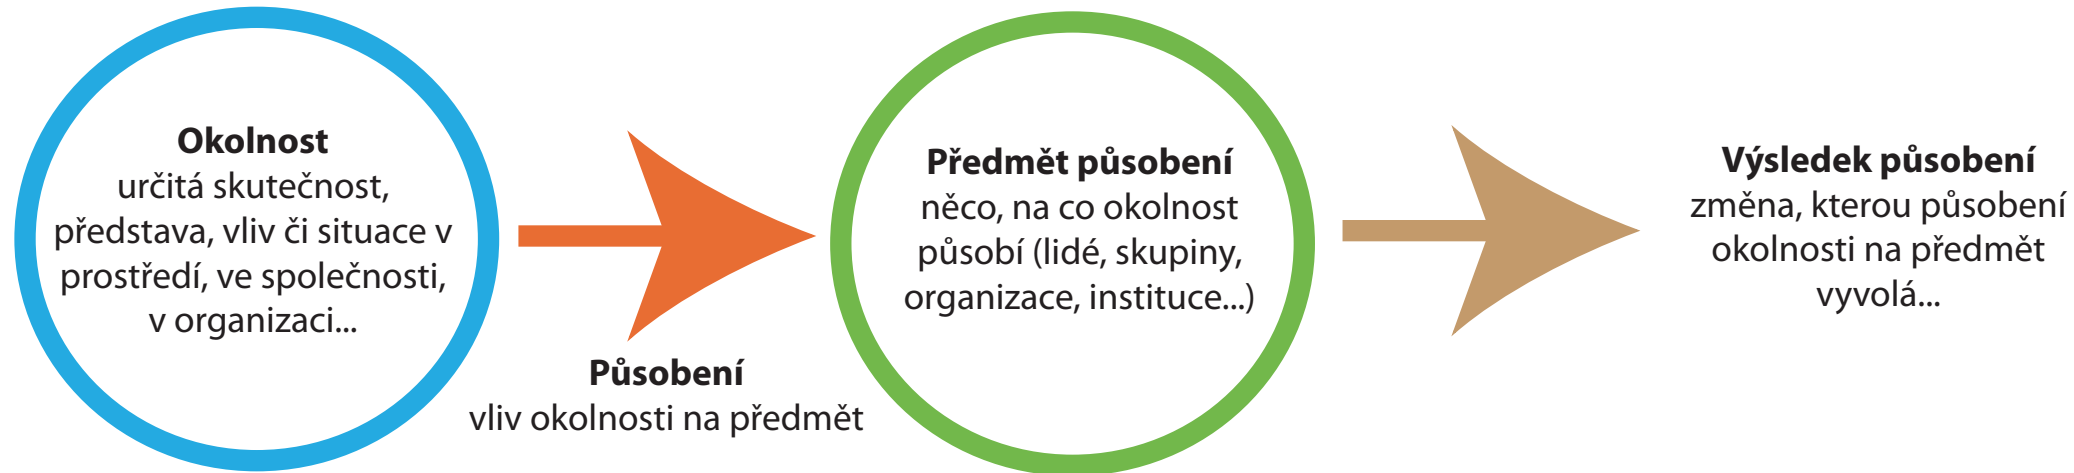 Okolnost
určitá skutečnost,
představa, vliv či situace v
prostředí, ve společnosti,
v organizaci...
Působení
vliv okolnosti na předmět
Předmět působení
něco, na co okolnost
působí (lidé, skupiny,
organizace, instituce...)
Výsledek působení
změna, kterou působení
okolnosti na předmět
vyvolá...